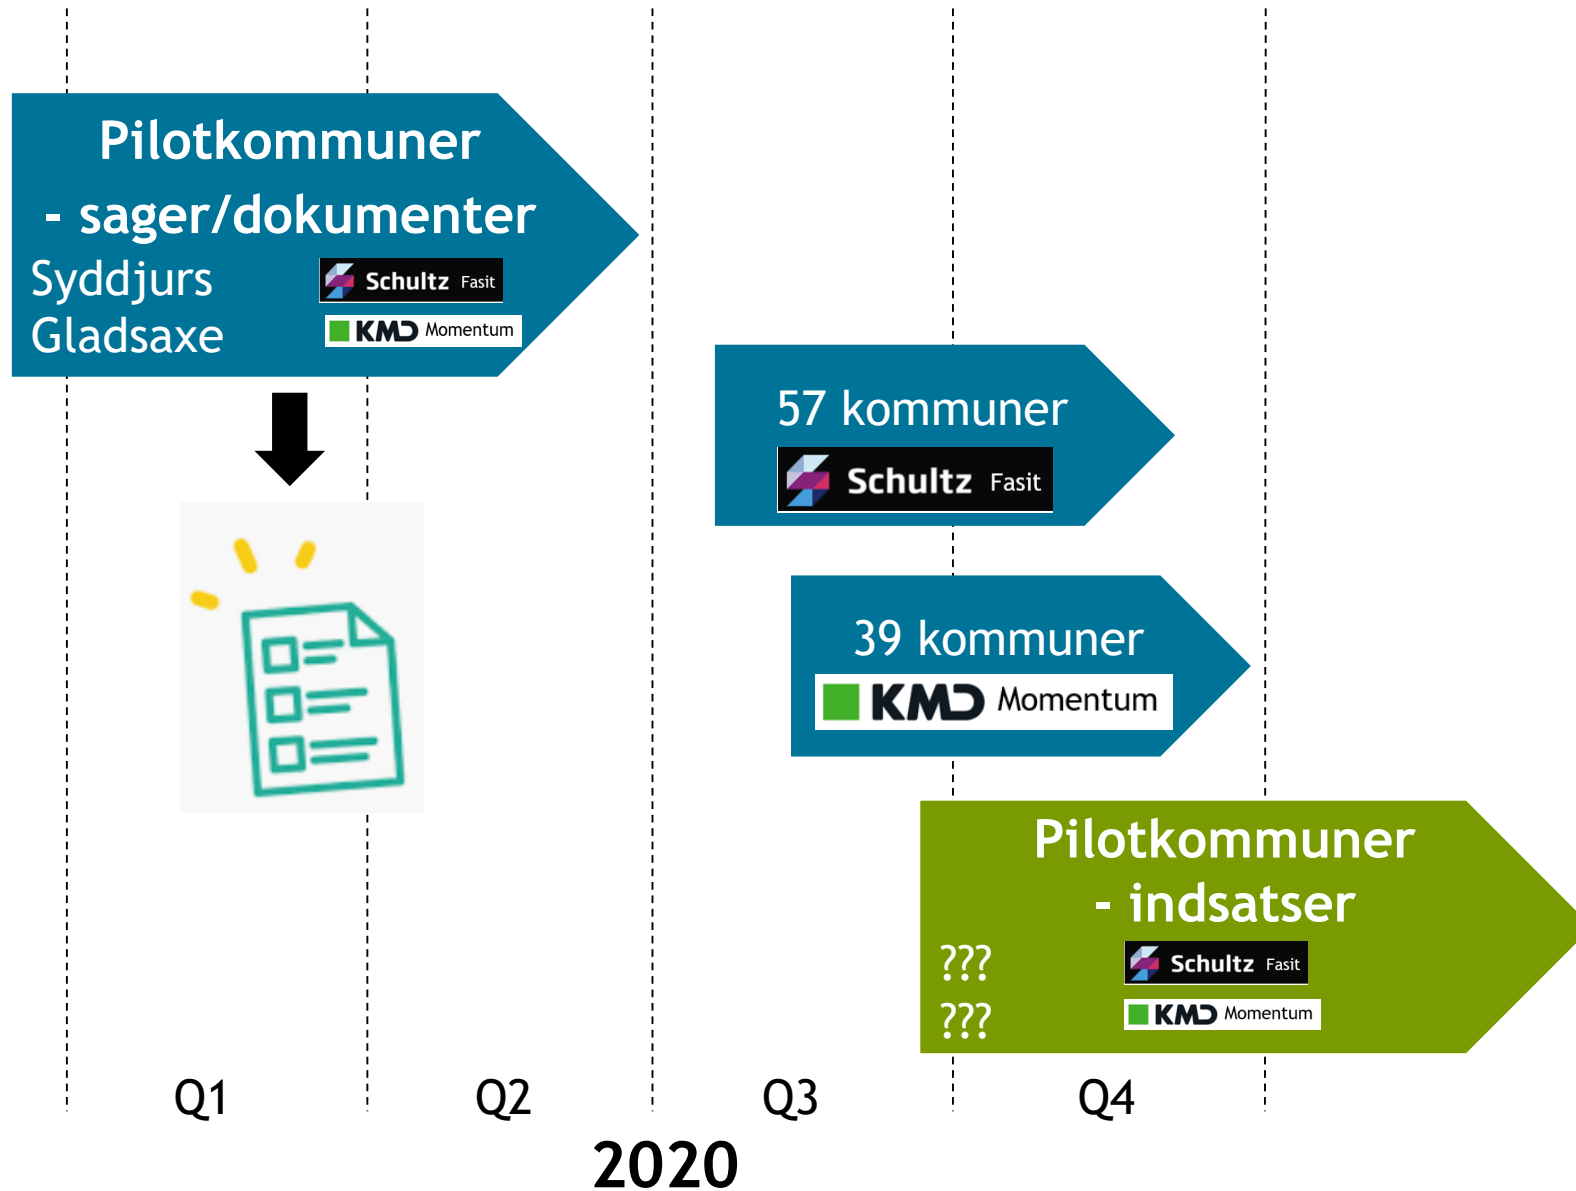 Pilotkommuner
- sager/dokumenter
Syddjurs Schultz Fasit
Gladsaxe KMD Momentum
57 kommuner
Schultz Fasit
39 kommuner
KMD Momentum
Pilotkommuner
- indsatser
??? Schultz Fasit
??? KMD Momentum
Q1 Q2 Q3 Q4
2020